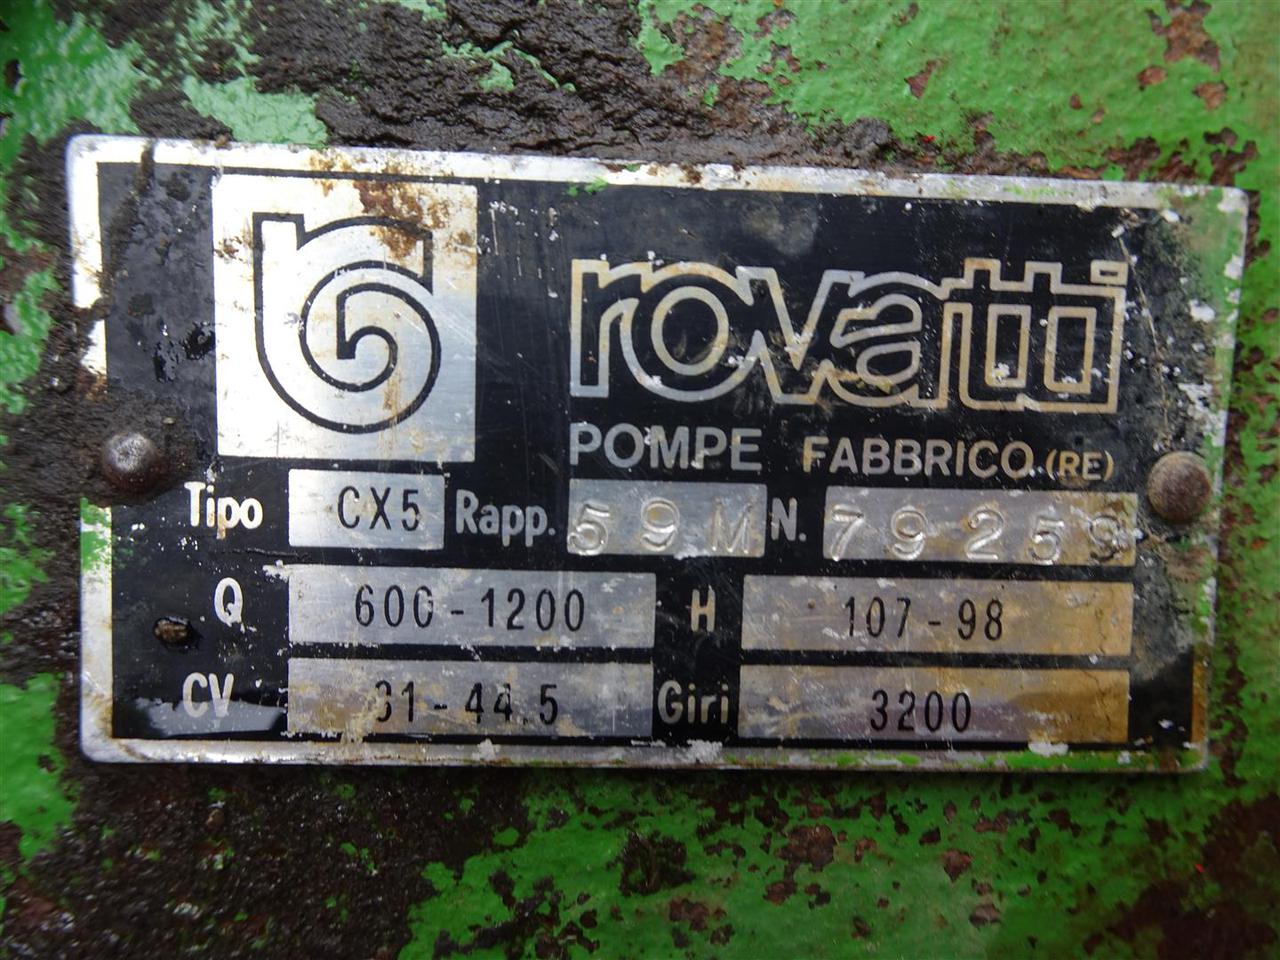 rovatti
POMPE FABBRICO (RE)
Tipo CX5 Rapp. 59M N. 79259
Q 600-1200 H 107-98
CV 31-44.5 Giri 3200